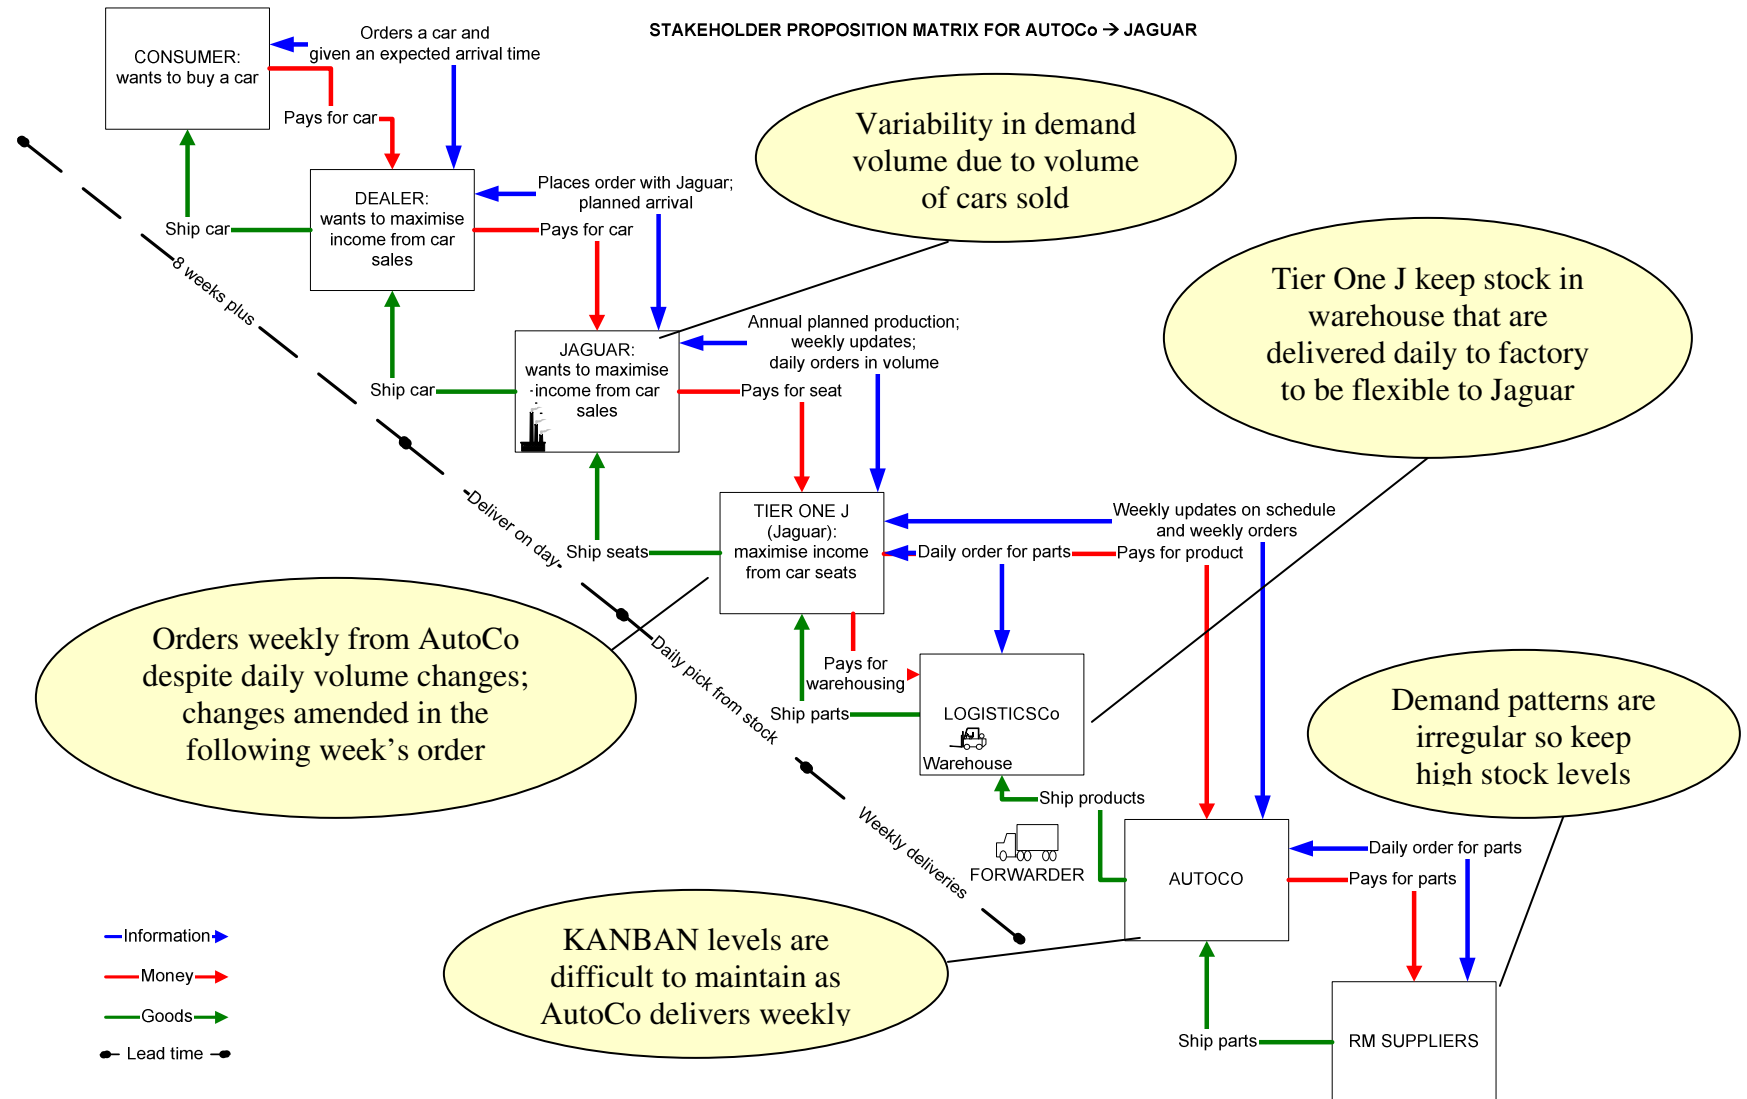 STAKEHOLDER PROPOSITION MATRIX FOR AUTOCo → JAGUAR
CONSUMER:
wants to buy a car
Orders a car and
given an expected arrival time
Pays for car
Variability in demand
volume due to volume
of cars sold
DEALER:
wants to maximise
income from car
sales
Places order with Jaguar;
planned arrival
Ship car
Pays for car
8 weeks plus
Tier One J keep stock in
warehouse that are
delivered daily to factory
to be flexible to Jaguar
JAGUAR:
wants to maximise
income from car
sales
Annual planned production;
weekly updates;
daily orders in volume
Ship car
Pays for seat
Deliver on day
TIER ONE J
(Jaguar):
maximise income
from car seats
Weekly updates on schedule
and weekly orders
Ship seats
Daily order for parts
Pays for product
Orders weekly from AutoCo
despite daily volume changes;
changes amended in the
following week's order
Daily pick from stock
Pays for
warehousing
Ship parts
LOGISTICSCo
Warehouse
Demand patterns are
irregular so keep
high stock levels
Ship products
FORWARDER
Weekly deliveries
AUTOCO
Daily order for parts
Pays for parts
KANBAN levels are
difficult to maintain as
AutoCo delivers weekly
Ship parts
RM SUPPLIERS
Information
Money
Goods
Lead time